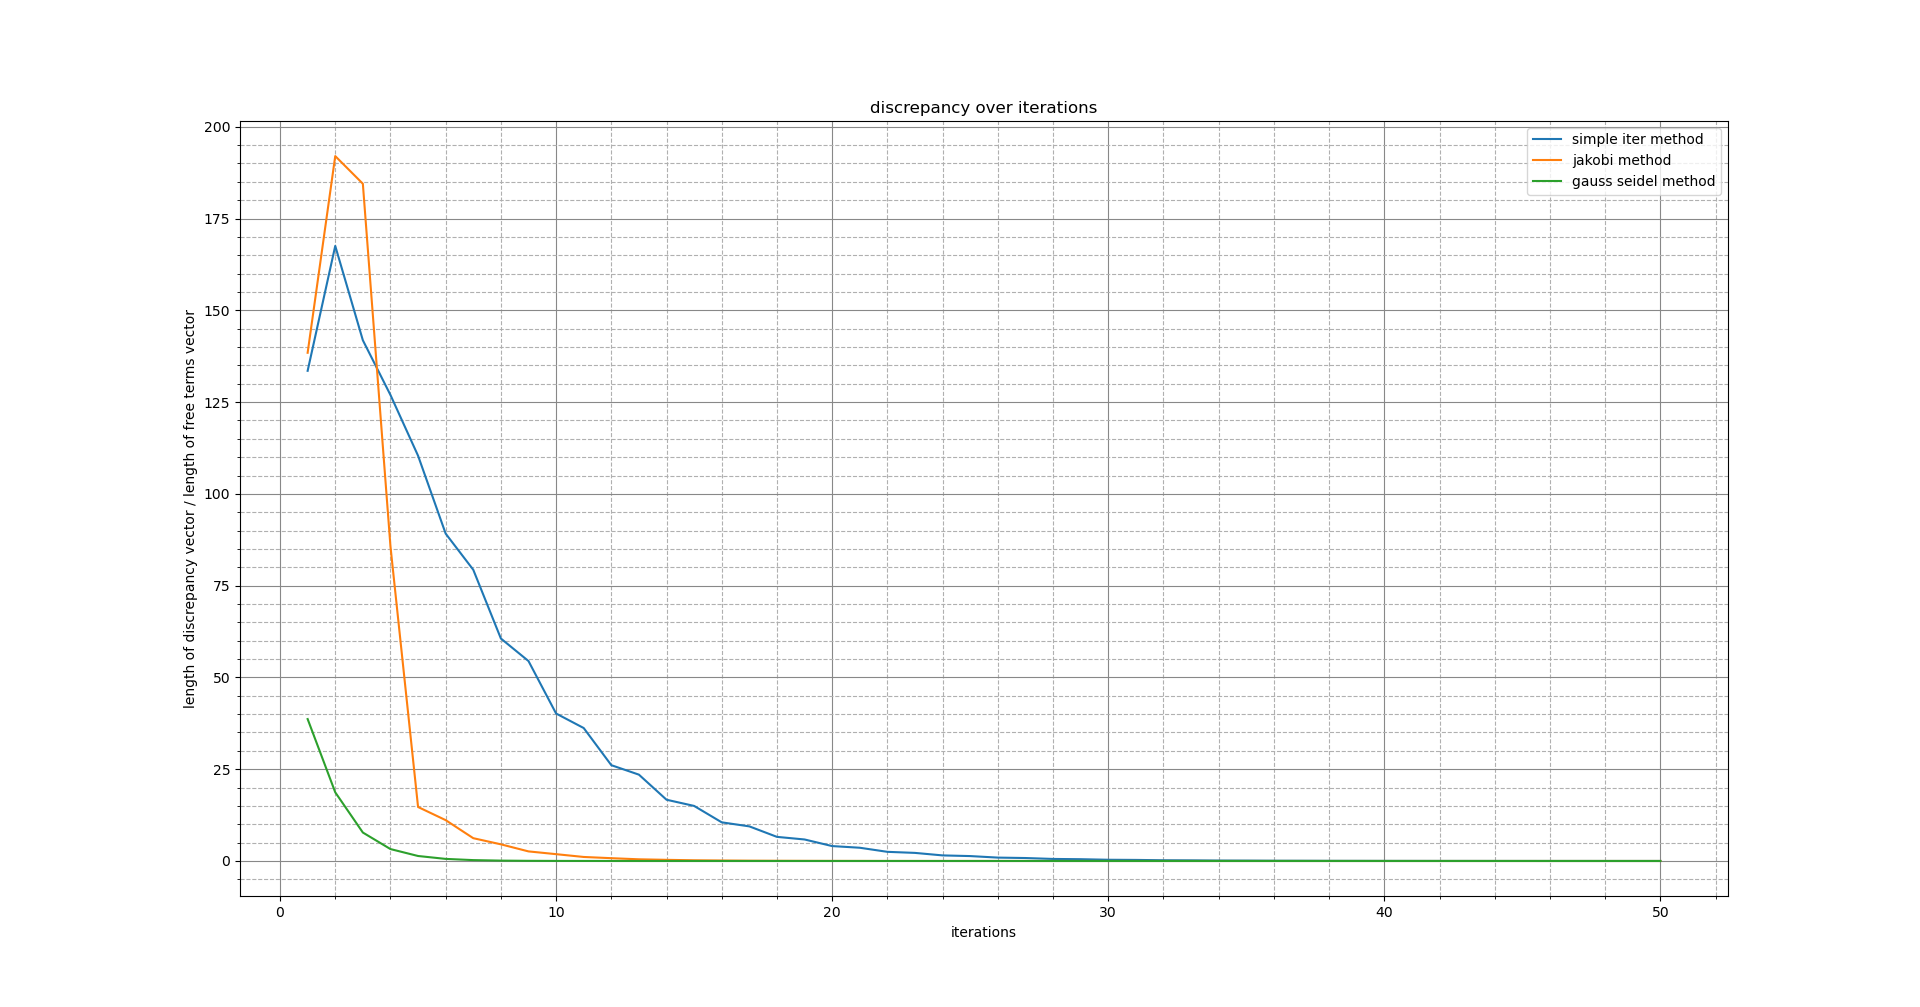 discrepancy over iterations
simple iter method
jakobi method
gauss seidel method
length of discrepancy vector / length of free terms vector
200
175
150
125
100
75
50
25
0
0 10 20 30 40 50
iterations